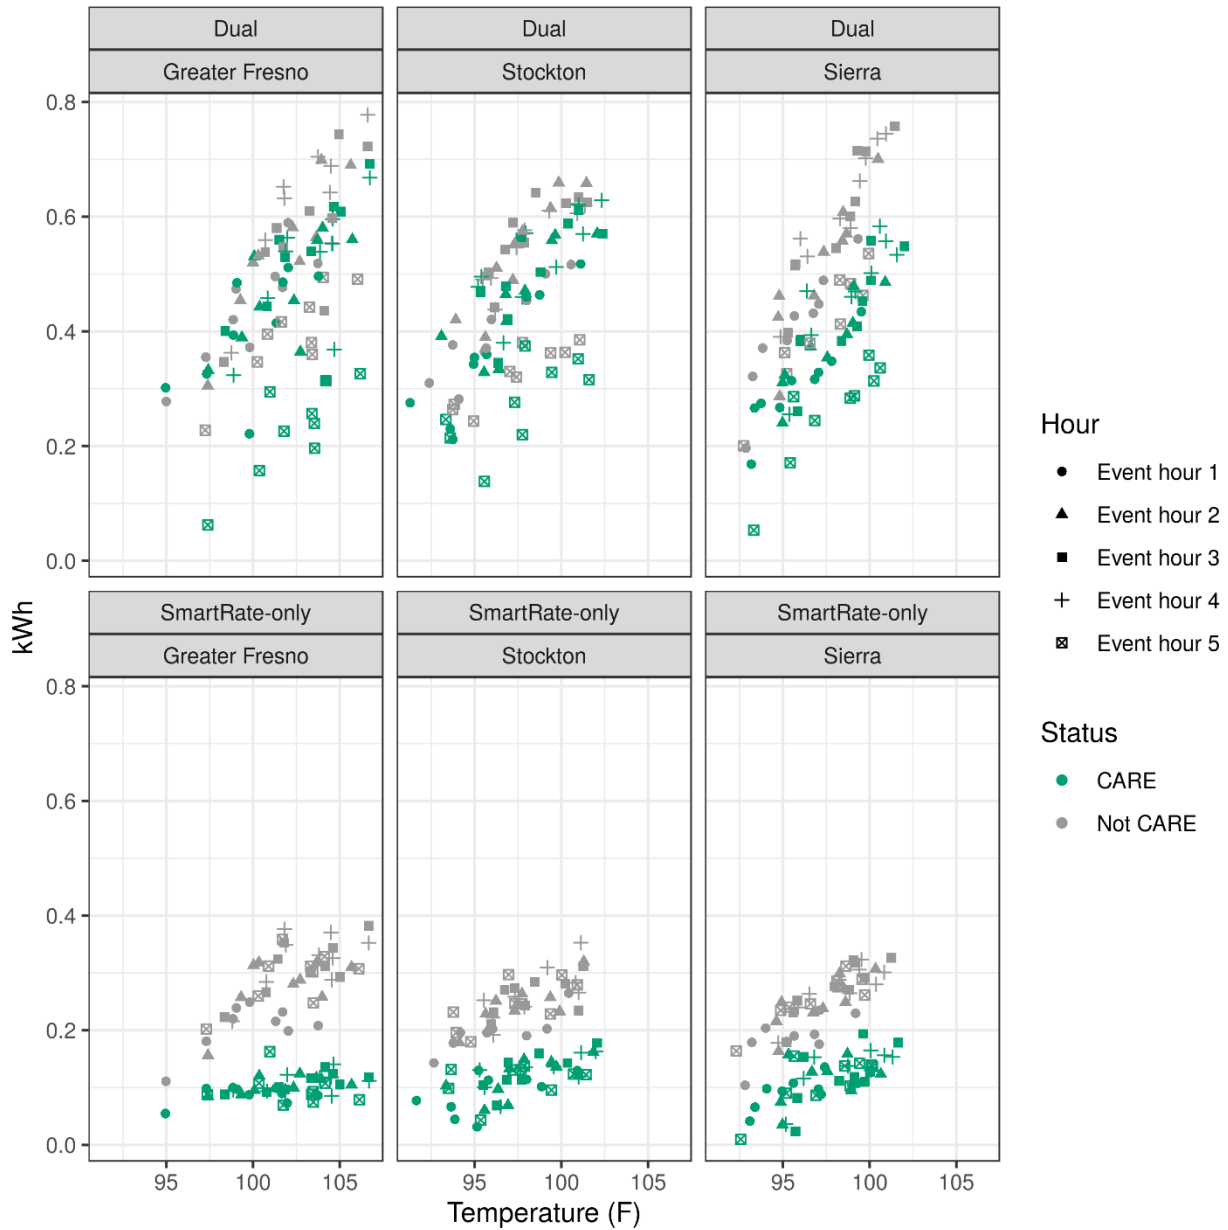 Dual Dual Dual
Greater Fresno Stockton Sierra
0.8
0.6
0.4
0.2
0.0
SmartRate-only SmartRate-only SmartRate-only
Greater Fresno Stockton Sierra
0.8
0.6
0.4
0.2
0.0
95 100 105 95 100 105 95 100 105
Temperature (F)
kWh
Hour
Event hour 1
Event hour 2
Event hour 3
Event hour 4
Event hour 5
Status
CARE
Not CARE